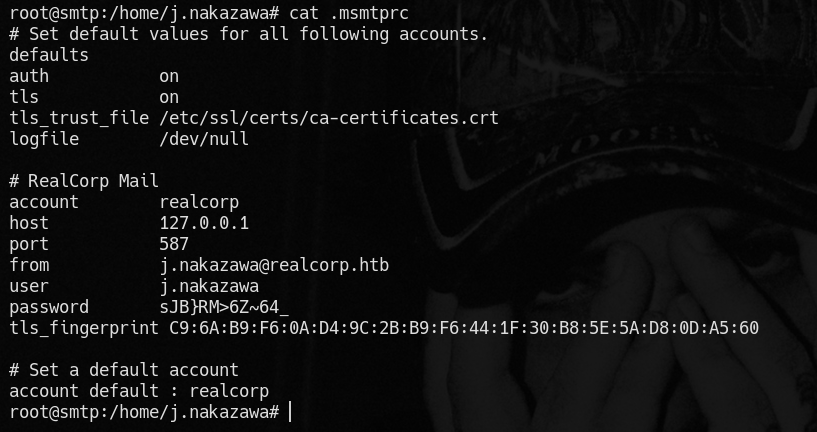 root@smtp:/home/j.nakazawa# cat .msmtprc
# Set default values for all following accounts.
defaults
auth            on
tls             on
tls_trust_file /etc/ssl/certs/ca-certificates.crt
logfile         /dev/null

# RealCorp Mail
account         realcorp
host            127.0.0.1
port            587
from            j.nakazawa@realcorp.htb
user            j.nakazawa
password        sJB}RM>6Z~64_
tls_fingerprint C9:6A:B9:F6:0A:D4:9C:2B:B9:F6:44:1F:30:B8:5E:5A:D8:0D:A5:60

# Set a default account
account default : realcorp
root@smtp:/home/j.nakazawa#
MOOSE